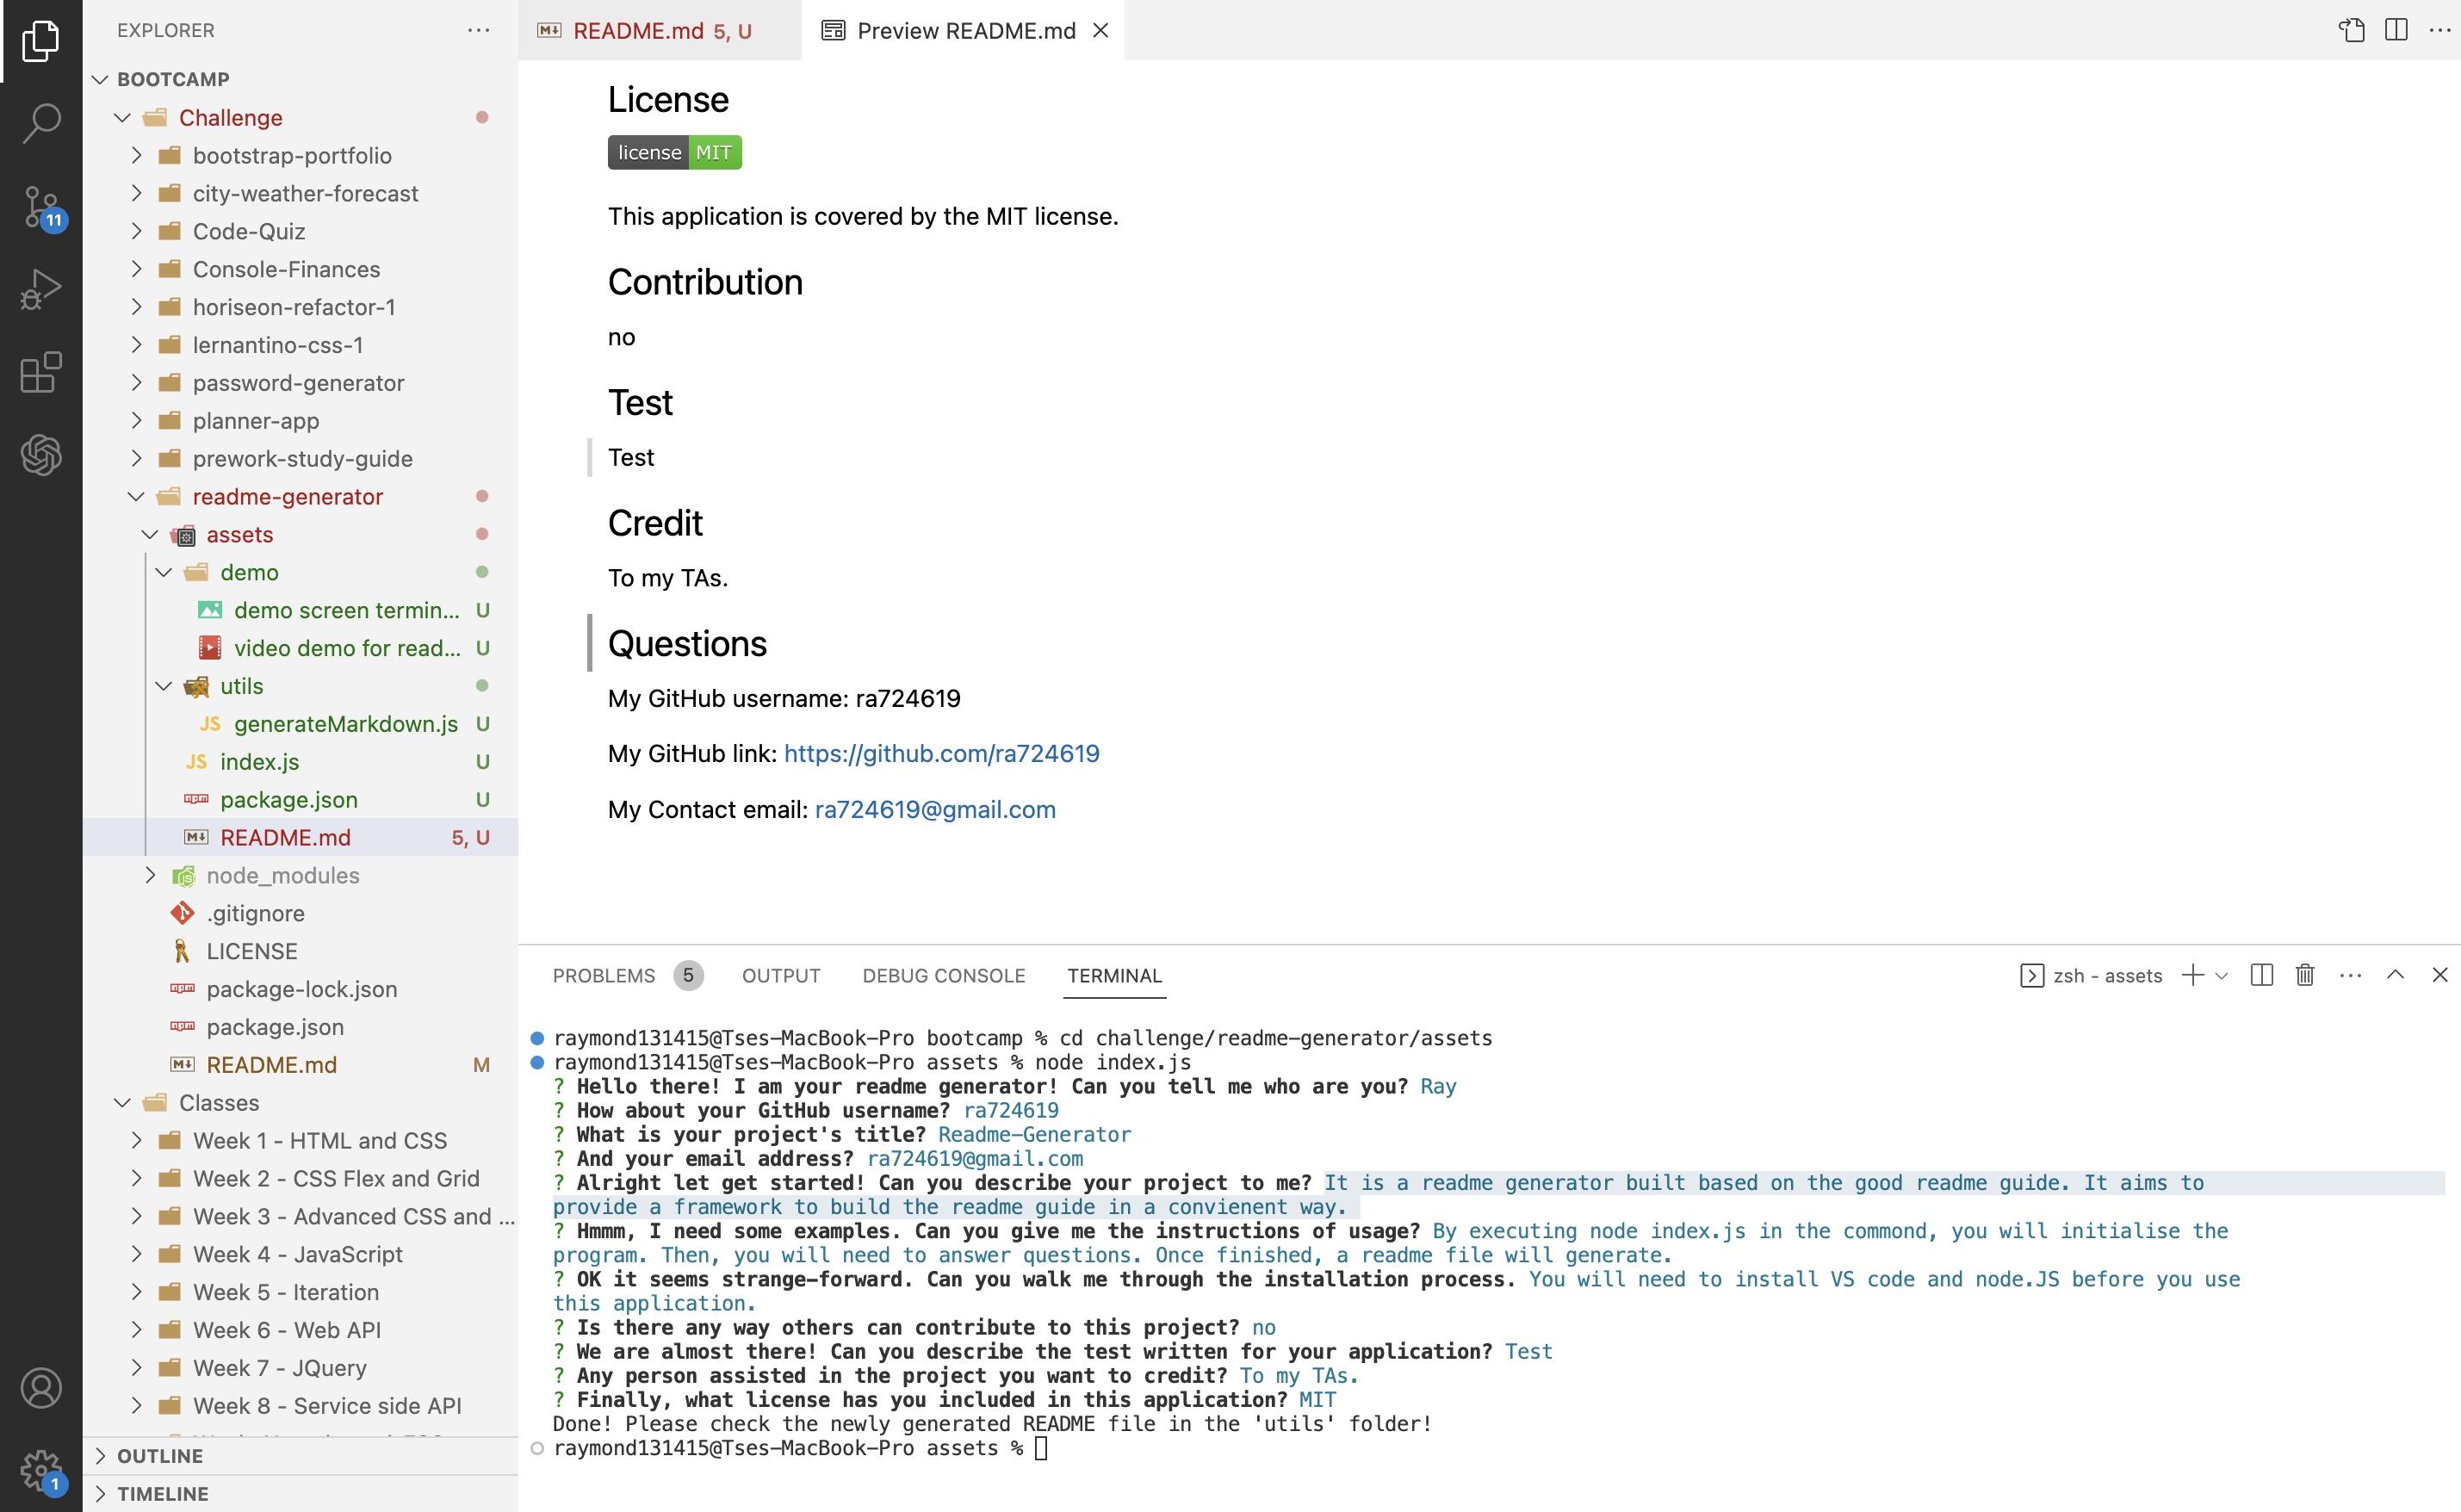 EXPLORER
BOOTCAMP
Challenge
bootstrap-portfolio
city-weather-forecast
Code-Quiz
Console-Finances
horiseon-refactor-1
lernantino-css-1
password-generator
planner-app
prework-study-guide
readme-generator
assets
demo
demo screen termin... U
video demo for read... U
utils
generateMarkdown.js U
index.js U
package.json U
README.md 5, U
node_modules
.gitignore
LICENSE
package-lock.json
package.json
README.md M
Classes
Week 1 - HTML and CSS
Week 2 - CSS Flex and Grid
Week 3 - Advanced CSS and ...
Week 4 - JavaScript
Week 5 - Iteration
Week 6 - Web API
Week 7 - JQuery
Week 8 - Service side API
OUTLINE
TIMELINE
11
1
README.md 5, U
Preview README.md
License
license MIT
This application is covered by the MIT license.
Contribution
no
Test
Test
Credit
To my TAs.
Questions
My GitHub username: ra724619
My GitHub link: https://github.com/ra724619
My Contact email: ra724619@gmail.com
PROBLEMS 5 OUTPUT DEBUG CONSOLE TERMINAL
zsh - assets
raymond131415@Tses-MacBook-Pro bootcamp % cd challenge/readme-generator/assets
raymond131415@Tses-MacBook-Pro assets % node index.js
? Hello there! I am your readme generator! Can you tell me who are you? Ray
? How about your GitHub username? ra724619
? What is your project's title? Readme-Generator
? And your email address? ra724619@gmail.com
? Alright let get started! Can you describe your project to me? It is a readme generator built based on the good readme guide. It aims to
provide a framework to build the readme guide in a convienent way.
? Hmmm, I need some examples. Can you give me the instructions of usage? By executing node index.js in the commond, you will initialise the
program. Then, you will need to answer questions. Once finished, a readme file will generate.
? OK it seems strange-forward. Can you walk me through the installation process. You will need to install VS code and node.JS before you use
this application.
? Is there any way others can contribute to this project? no
? We are almost there! Can you describe the test written for your application? Test
? Any person assisted in the project you want to credit? To my TAs.
? Finally, what license has you included in this application? MIT
Done! Please check the newly generated README file in the 'utils' folder!
raymond131415@Tses-MacBook-Pro assets %